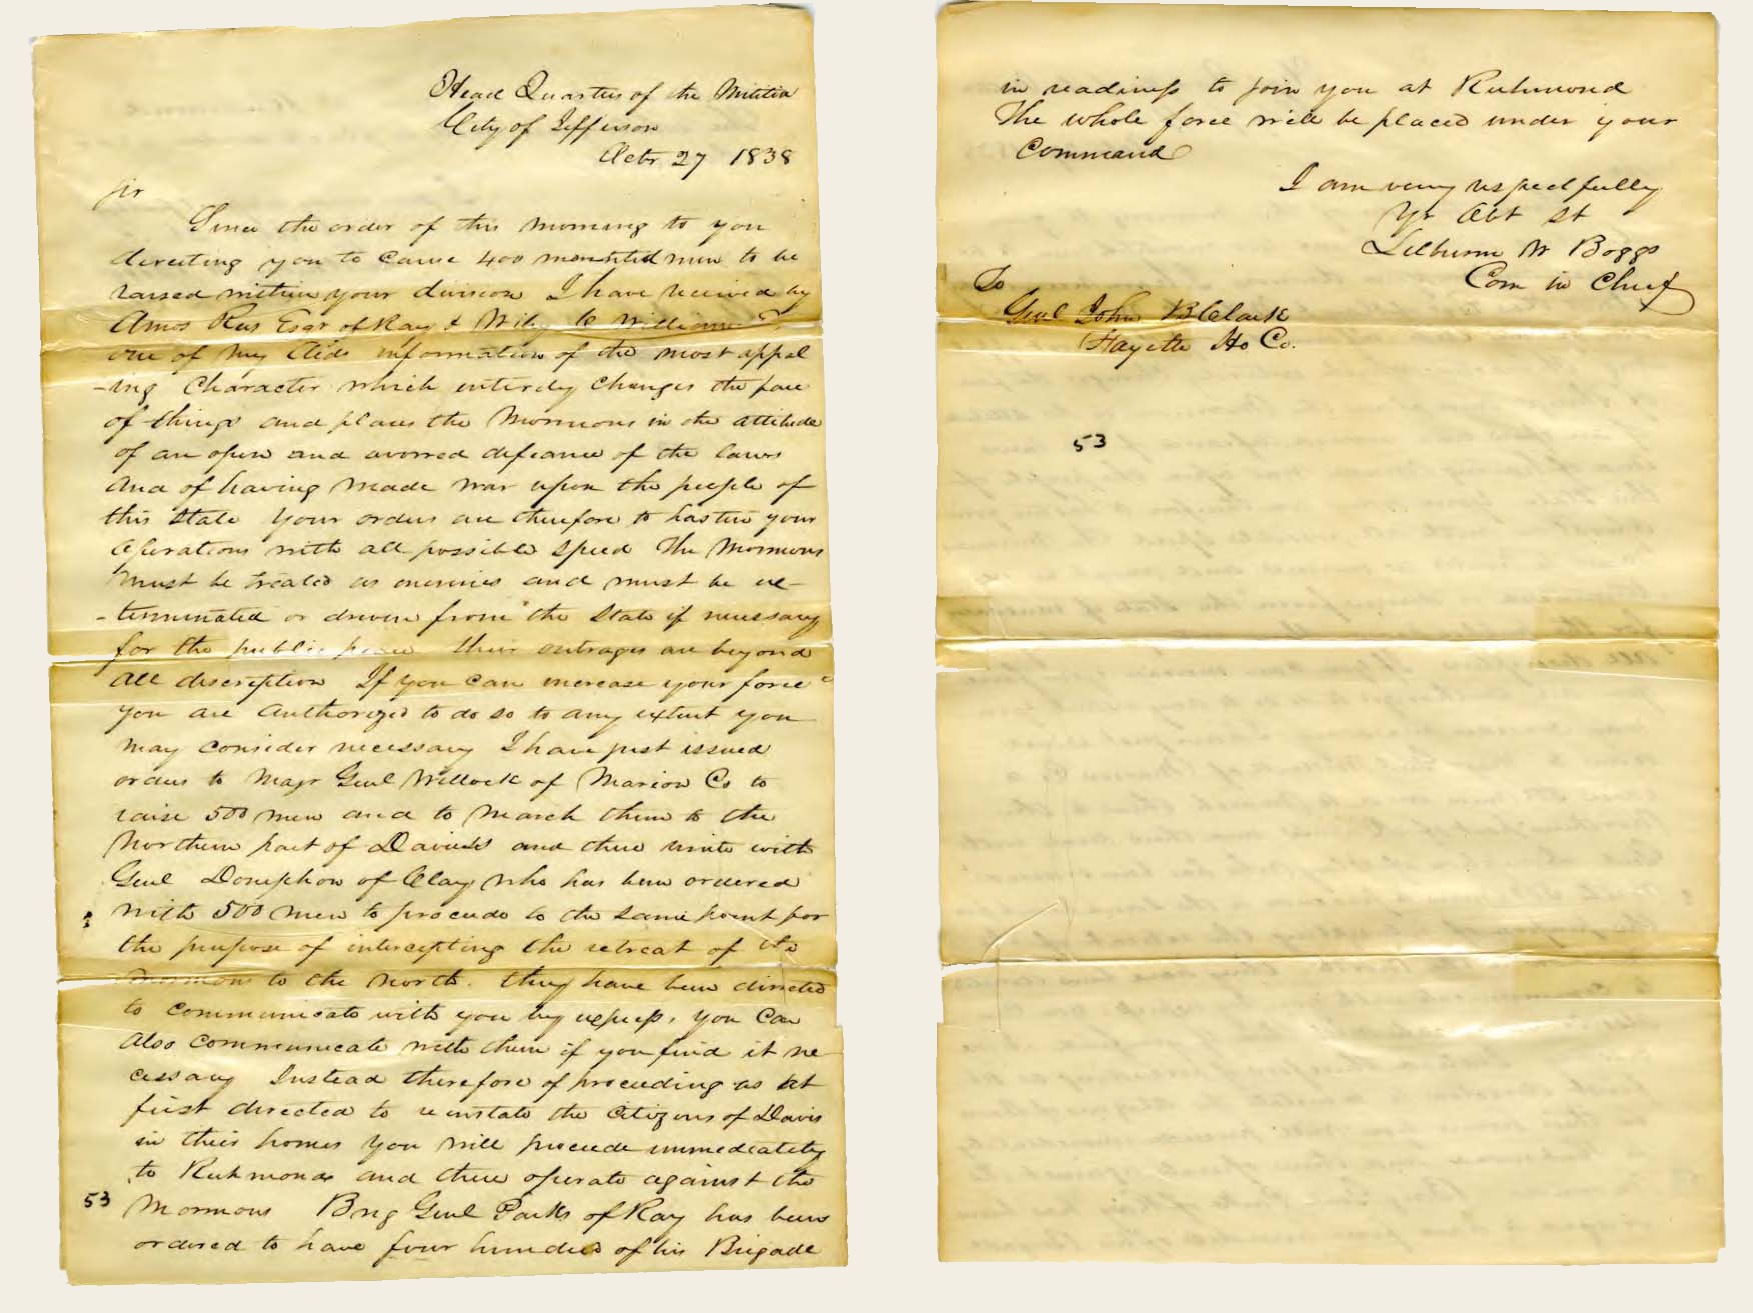 Head Quarters of the Militia
City of Jefferson
Octr 27 1838
Sir
Since the order of this morning to you
directing you to cause 400 mounted men to be
raised within your division I have received by
Amos Rees Esqr of Ray & Wiley C Williams
one of my Aids information of the most appal
-ing Character which entirely changes the face
of things and places the Mormons in the attitude
of an open and avowed defiance of the laws
and of having made war upon the people of
this State Your orders are therefore to hasten your
operations with all possible speed The Mormons
must be treated as enemies and must be ex-
-terminated or driven from the State if necessary
for the public peace their outrages are beyond
all description If you can increase your force
you are authorized to do so to any extent you
may consider necessary I have just issued
orders to Majr Genl Willock of Marion Co to
raise 500 men and to march them to the
Northern part of Daviess and there unite with
Genl Doniphon of Clay who has been ordered
with 500 men to proceede to the same point for
the purpose of intercepting the retreat of the
Mormons to the North. they have been directed
to communicate with you by express, you can
also communicate with them if you find it ne
cessary Instead therefore of proceeding as at
first directed to reinstate the citizens of Davis
in their homes you will proceede immediately
to Richmond and there operate against the
53
Mormons Brig Genl Parks of Ray has been
ordered to have four hundred of his Brigade
in readiness to join you at Richmond
The whole force will be placed under your
Command
I am very respectfully
Yr obt st
Lilburn W Boggs
Com in Chief
To
Genl John B Clark
Fayette Ho Co.
53